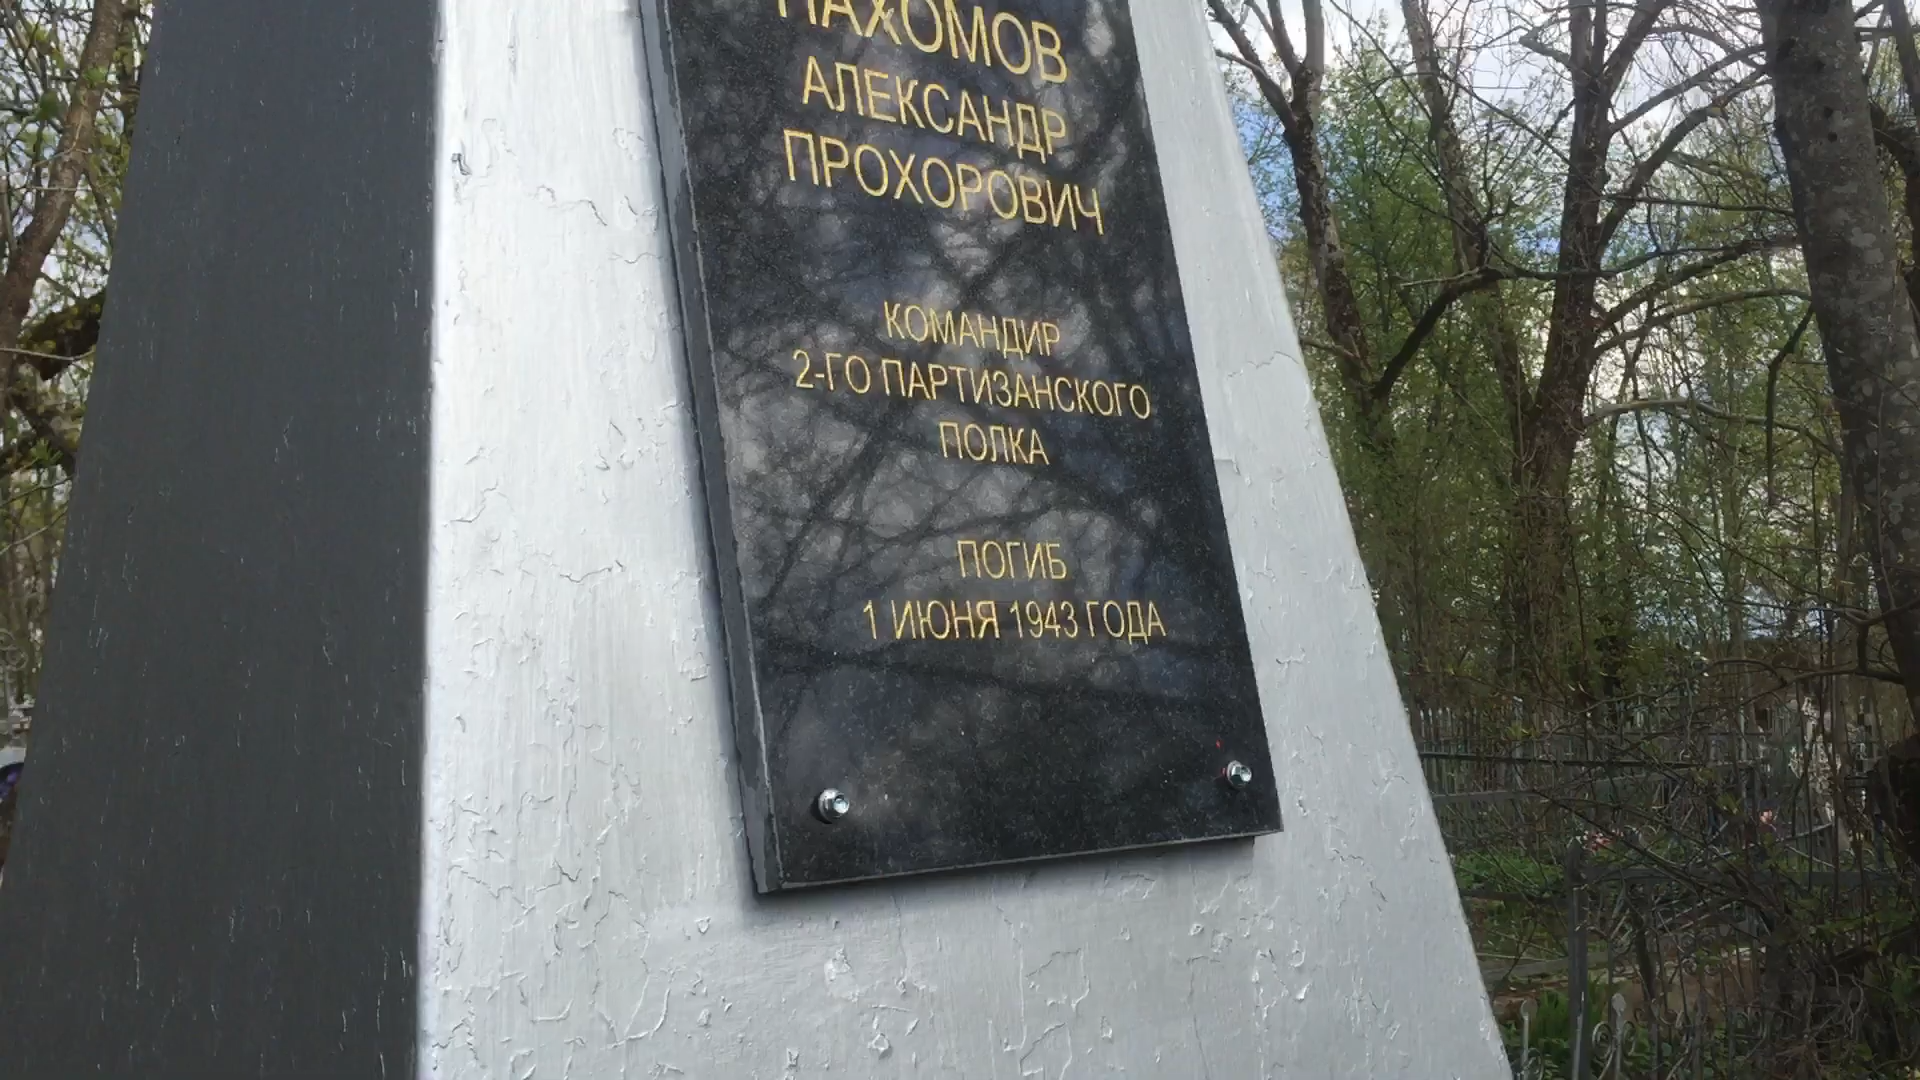 ПАХОМОВ
АЛЕКСАНДР
ПРОХОРОВИЧ
КОМАНДИР
2-ГО ПАРТИЗАНСКОГО
ПОЛКА
ПОГИБ
1 ИЮНЯ 1943 ГОДА